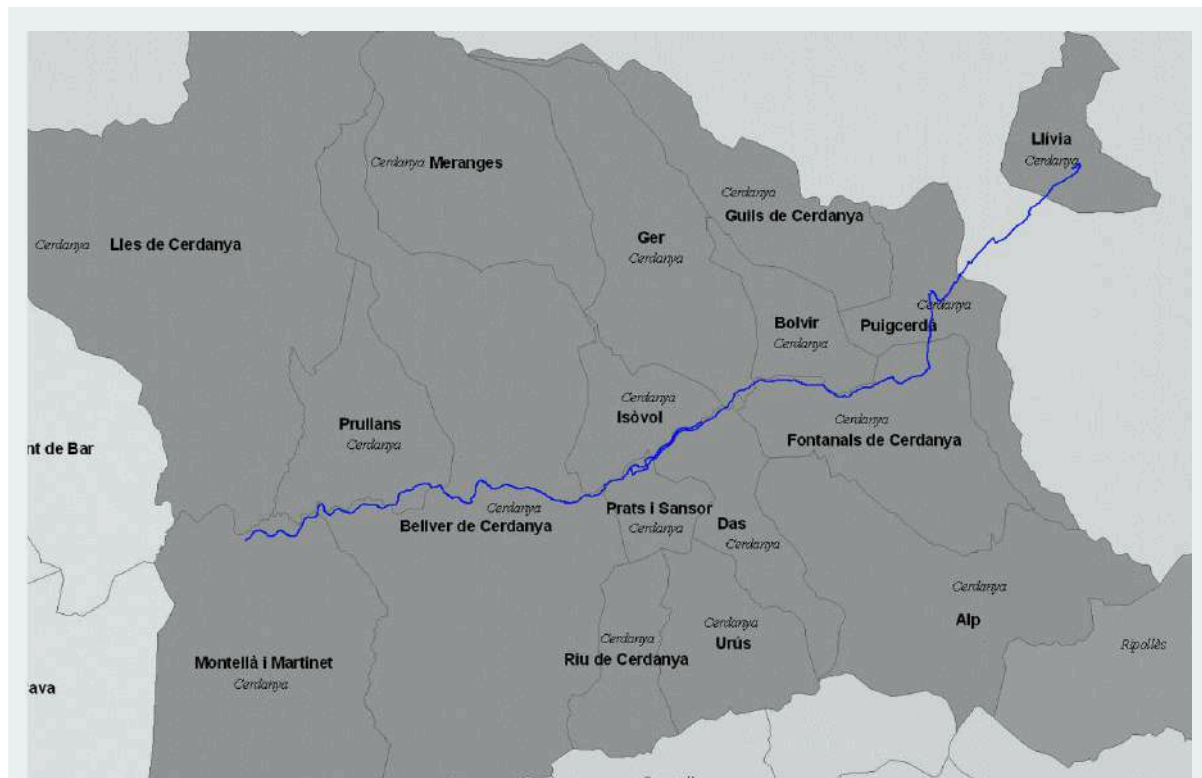 Llívia
Cerdanya
Cerdanya Meranges
Cerdanya
Guils de Cerdanya
Cerdanya Lles de Cerdanya
Ger
Cerdanya
Cerdanya
Puigcerdà
Bolvir
Cerdanya
Cerdanya
Isòvol
Prullans
Cerdanya
Cerdanya
Fontanals de Cerdanya
nt de Bar
Cerdanya
Bellver de Cerdanya
Prats i Sansor
Cerdanya
Das
Cerdanya
Cerdanya
Alp
Cerdanya
Urús
Cerdanya
Riu de Cerdanya
Ripollès
Montellà i Martinet
Cerdanya
ava